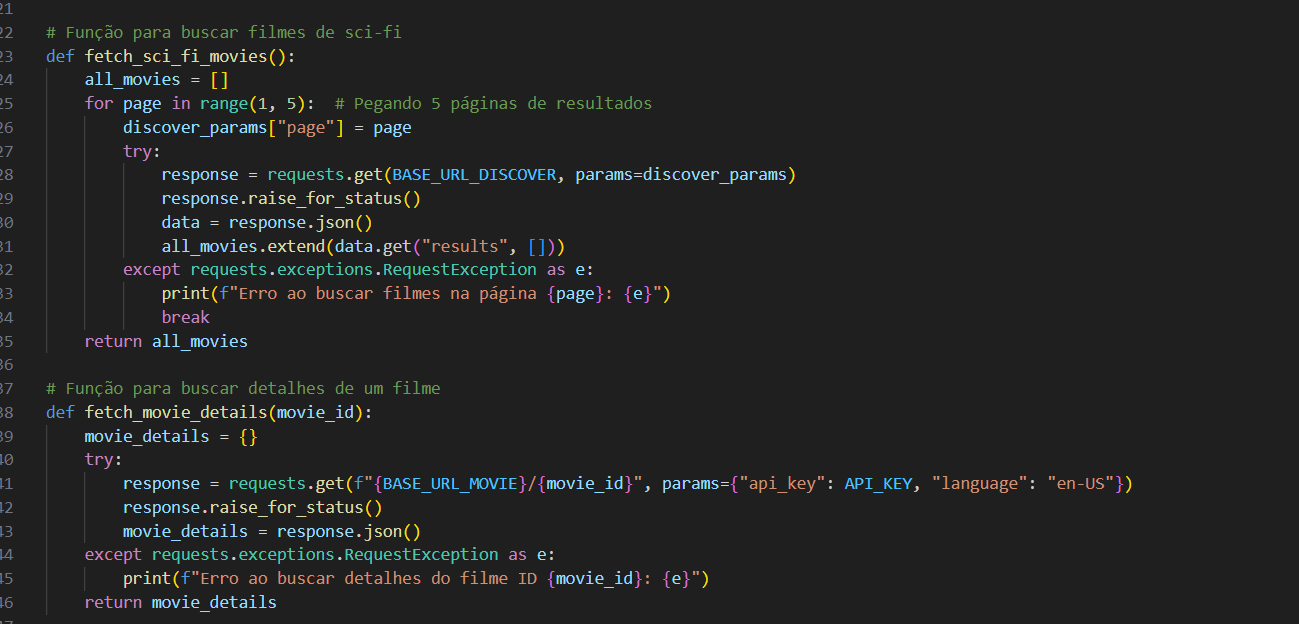 21
22 # Função para buscar filmes de sci-fi
23 def fetch_sci_fi_movies():
24     all_movies = []
25     for page in range(1, 5):  # Pegando 5 páginas de resultados
26         discover_params["page"] = page
27         try:
28             response = requests.get(BASE_URL_DISCOVER, params=discover_params)
29             response.raise_for_status()
30             data = response.json()
31             all_movies.extend(data.get("results", []))
32         except requests.exceptions.RequestException as e:
33             print(f"Erro ao buscar filmes na página {page}: {e}")
34             break
35     return all_movies
36
37 # Função para buscar detalhes de um filme
38 def fetch_movie_details(movie_id):
39     movie_details = {}
40     try:
41         response = requests.get(f"{BASE_URL_MOVIE}/{movie_id}", params={"api_key": API_KEY, "language": "en-US"})
42         response.raise_for_status()
43         movie_details = response.json()
44     except requests.exceptions.RequestException as e:
45         print(f"Erro ao buscar detalhes do filme ID {movie_id}: {e}")
46     return movie_details